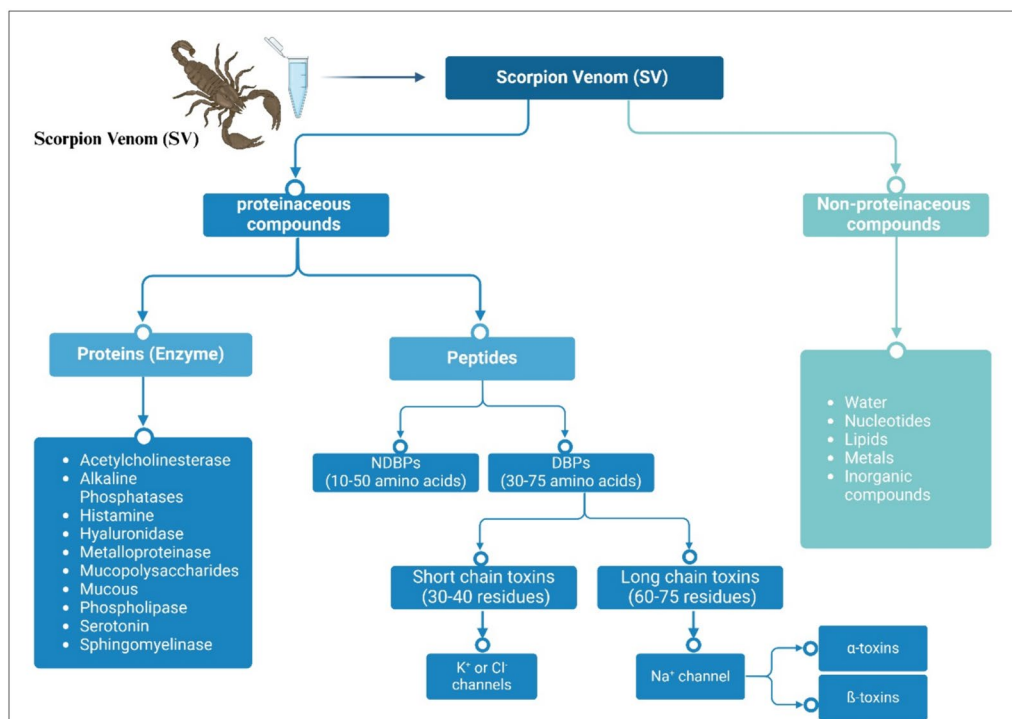 Scorpion Venom (SV)
Scorpion Venom (SV)
proteinaceous
compounds
Non-proteinaceous
compounds
Proteins (Enzyme)
Peptides
• Acetylcholinesterase
• Alkaline
Phosphatases
• Histamine
• Hyaluronidase
• Metalloproteinase
• Mucopolysaccharides
• Mucous
• Phospholipase
• Serotonin
• Sphingomyelinase
NDBPs
(10-50 amino acids)
DBPs
(30-75 amino acids)
• Water
• Nucleotides
• Lipids
• Metals
• Inorganic
compounds
Short chain toxins
(30-40 residues)
Long chain toxins
(60-75 residues)
K⁺ or Cl⁻
channels
Na⁺ channel
α-toxins
ß-toxins